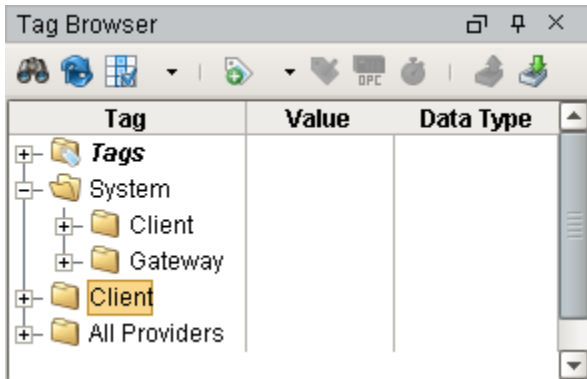 Tag Browser
OPC
Tag Value Data Type
Tags
System
Client
Gateway
Client
All Providers